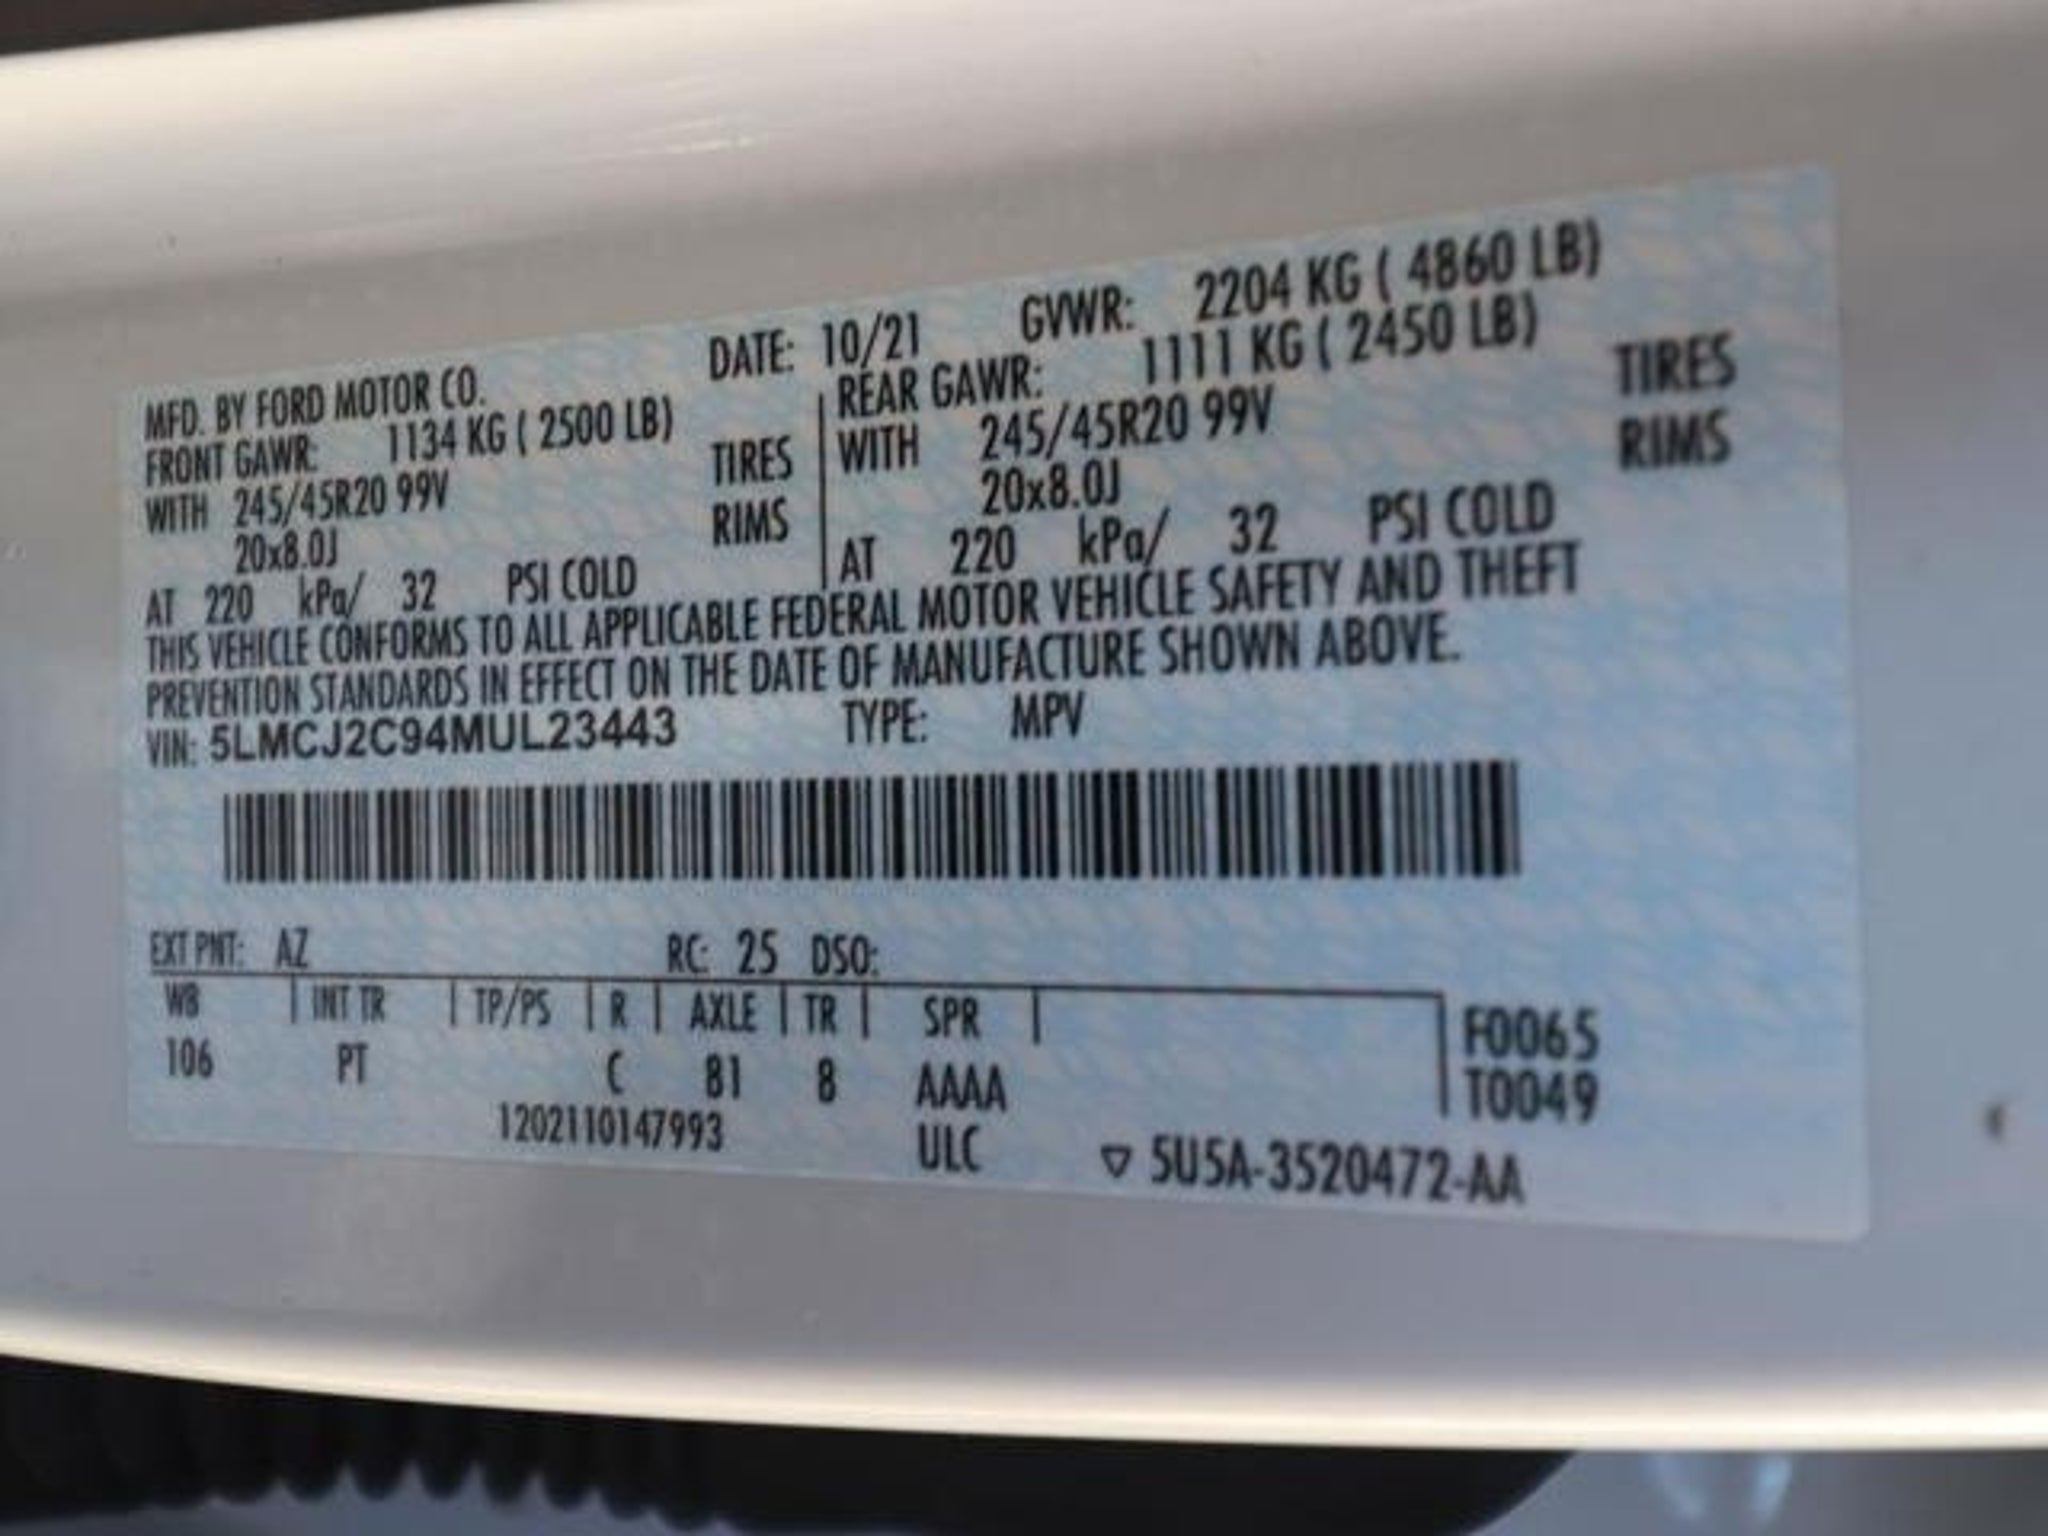 MFD. BY FORD MOTOR CO. DATE: 10/21 GVWR: 2204 KG ( 4860 LB)
FRONT GAWR: 1134 KG ( 2500 LB) REAR GAWR: 1111 KG ( 2450 LB)
WITH 245/45R20 99V TIRES WITH 245/45R20 99V TIRES
20x8.0J RIMS 20x8.0J RIMS
AT 220 kPa/ 32 PSI COLD AT 220 kPa/ 32 PSI COLD
THIS VEHICLE CONFORMS TO ALL APPLICABLE FEDERAL MOTOR VEHICLE SAFETY AND THEFT
PREVENTION STANDARDS IN EFFECT ON THE DATE OF MANUFACTURE SHOWN ABOVE.
VIN: 5LMCJ2C94MUL23443 TYPE: MPV
EXT PNT: AZ RC: 25 DSO:
WB INT TR TP/PS R AXLE TR SPR F0065
106 PT C 81 8 AAAA T0049
1202110147993 ULC ▽ 5U5A-3520472-AA